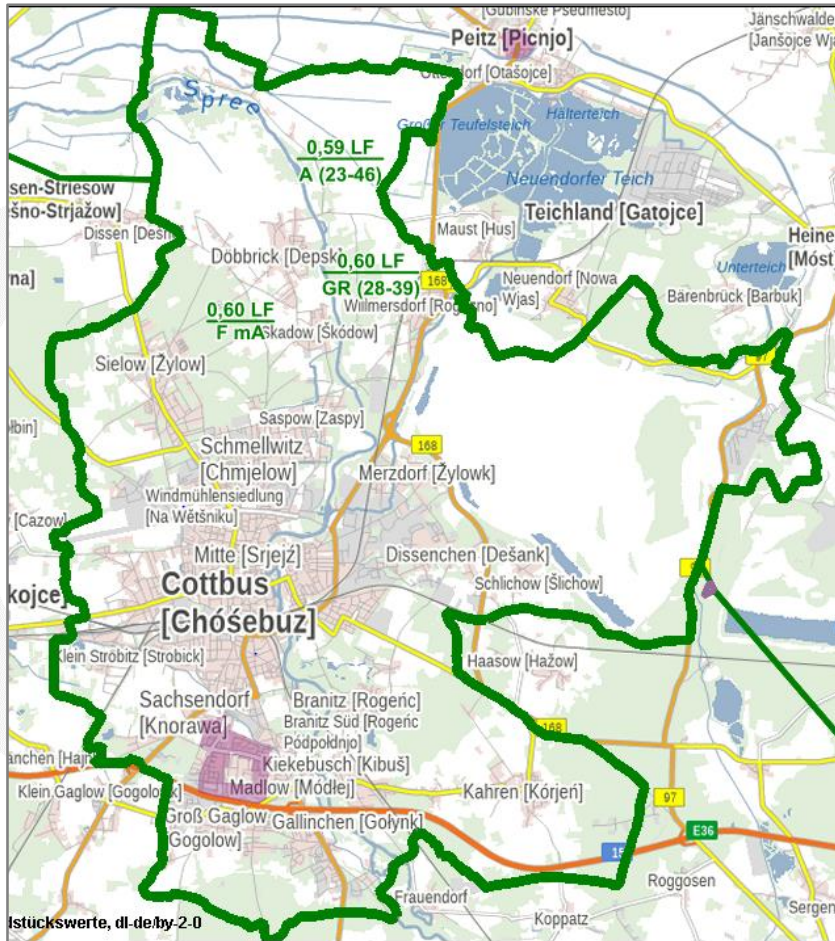 [Gubinske Pśedměsto]
Peitz [Picnjo]
Jänschwalde
[Janšojce Wja
Ottendorf [Otašojce]
Spree
Hälterteich
Großer Teufelsteich
0,59 LF
A (23-46)
Neuendorfer Teich
sen-Striesow
ešno-Strjažow]
Teichland [Gatojce]
Dissen [Dešn
Maust [Hus]
Heine
[Móst]
Döbbrick [Depsk
0,60 LF
GR (28-39)
168
Neuendorf [Nowa
Wjas]
Unterteich
Bärenbrück [Barbuk]
Willmersdorf [Rogozno]
0,60 LF
F mA
Skadow [Škódow]
97
Sielow [Žylow]
Saspow [Zaspy]
Schmellwitz
[Chmjelow]
168
Merzdorf [Žylowk]
Windmühlensiedlung
[Na Wětšniku]
[Cazow]
Mitte [Srjejź]
Dissenchen [Dešank]
Schlichow [Šlichow]
Cottbus
[Chóśebuz]
kojce]
Klein Ströbitz [Strobick]
Haasow [Hažow]
Sachsendorf
[Knorawa]
Branitz [Rogeńc]
Branitz Süd [Rogeńc
Pódpołdnjo]
168
Kiekebusch [Kibuš]
Madlow [Módłej]
Klein Gaglow [Gogolowk]
Kahren [Kórjeń]
97
Groß Gaglow
[Gogolow]
Gallinchen [Gołynk]
E36
15
Roggosen
Frauendorf
Koppatz
Sergen
dstückswerte, dl-de/by-2-0